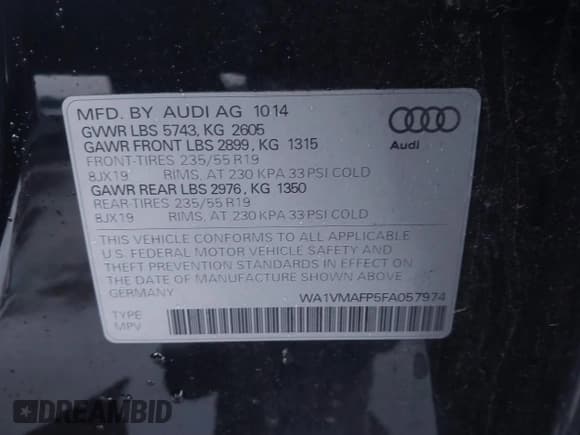 MFD. BY AUDI AG 10 14
GVWR LBS 5743, KG 2605
GAWR FRONT LBS 2899, KG 1315
FRONT-TIRES 235/55 R19
8JX19 RIMS, AT 230 KPA 33 PSI COLD
GAWR REAR LBS 2976, KG 1350
REAR-TIRES 235/55 R19
8JX19 RIMS, AT 230 KPA 33 PSI COLD
Audi
THIS VEHICLE CONFORMS TO ALL APPLICABLE
U.S. FEDERAL MOTOR VEHICLE SAFETY AND
THEFT PREVENTION STANDARDS IN EFFECT ON
THE DATE OF MANUFACTURE SHOWN ABOVE.
GERMANY
WA1VMAFP5FA057974
TYPE
MPV
DREAMBID